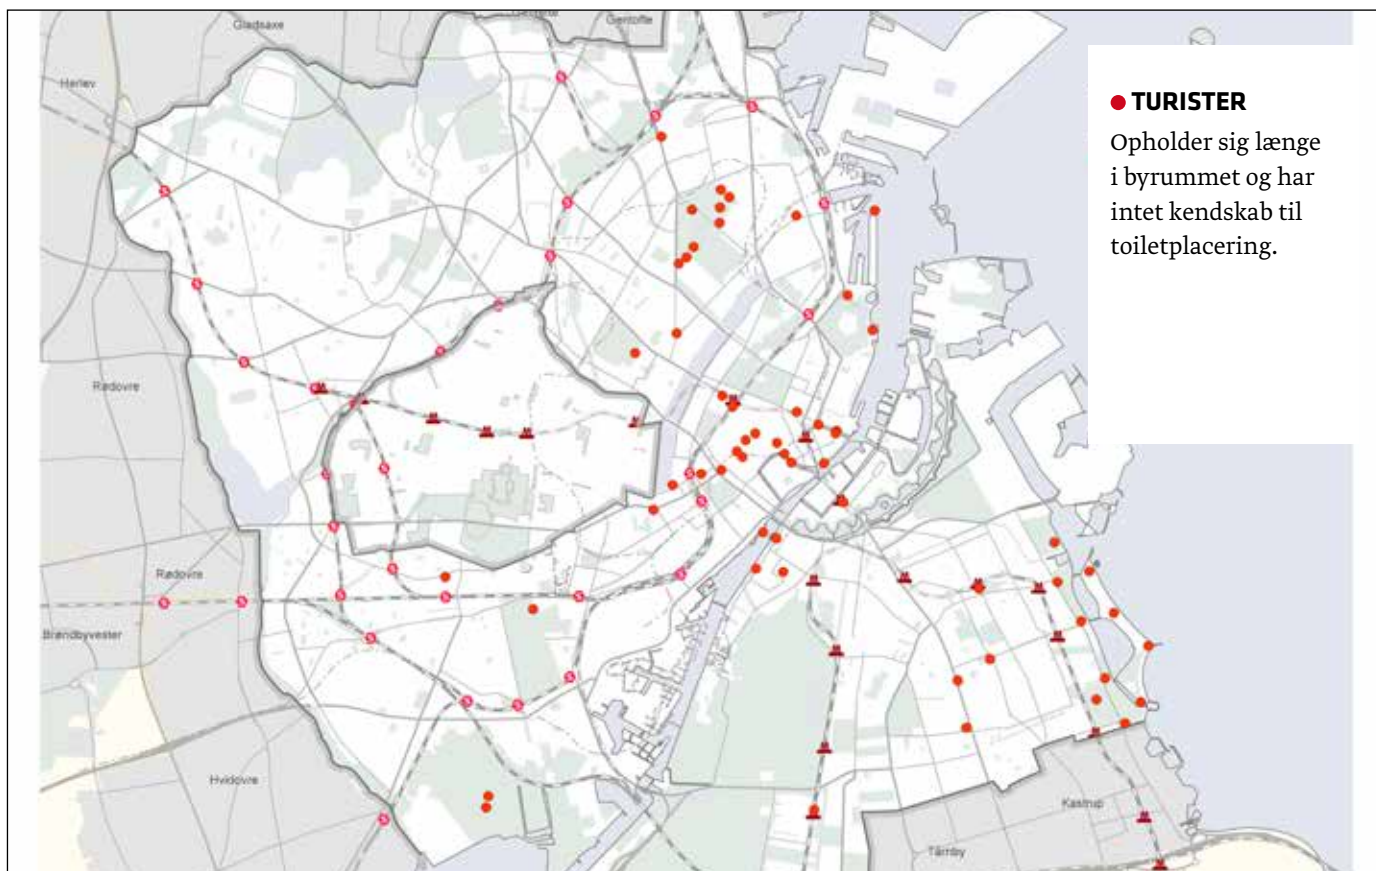 Gladsaxe
Gentofte
Herlev
● TURISTER
Opholder sig længe
i byrummet og har
intet kendskab til
toiletplacering.
Rødovre
Rødovre
Brøndbyvester
Hvidovre
Kastrup
Tårnby